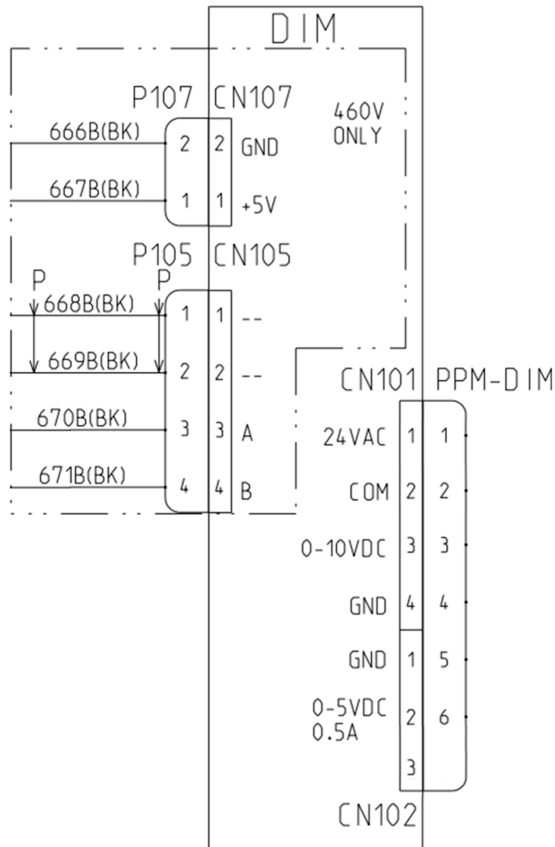 DIM
P107 CN107
460V
ONLY
666B(BK) 2 2 GND
667B(BK) 1 1 +5V
P105 CN105
P P
668B(BK) 1 1 --
669B(BK) 2 2 --
670B(BK) 3 3 A
671B(BK) 4 4 B
CN101 PPM-DIM
24VAC 1 1
COM 2 2
0-10VDC 3 3
GND 4 4
GND 1 5
0-5VDC 2 6
0.5A
3
CN102